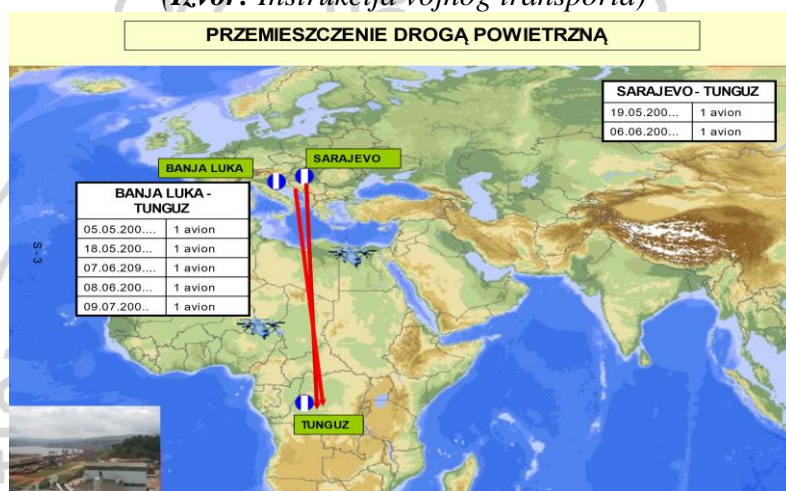 (Izvor: Instrukcija vojnog transporta)
PRZEMIESZCZENIE DROGĄ POWIETRZNĄ
SARAJEVO - TUNGUZ
19.05.200... 1 avion
06.06.200... 1 avion
BANJA LUKA
SARAJEVO
BANJA LUKA -
TUNGUZ
05.05.200.... 1 avion
18.05.200... 1 avion
07.06.209.... 1 avion
08.06.200... 1 avion
09.07.200.. 1 avion
S - 3
TUNGUZ